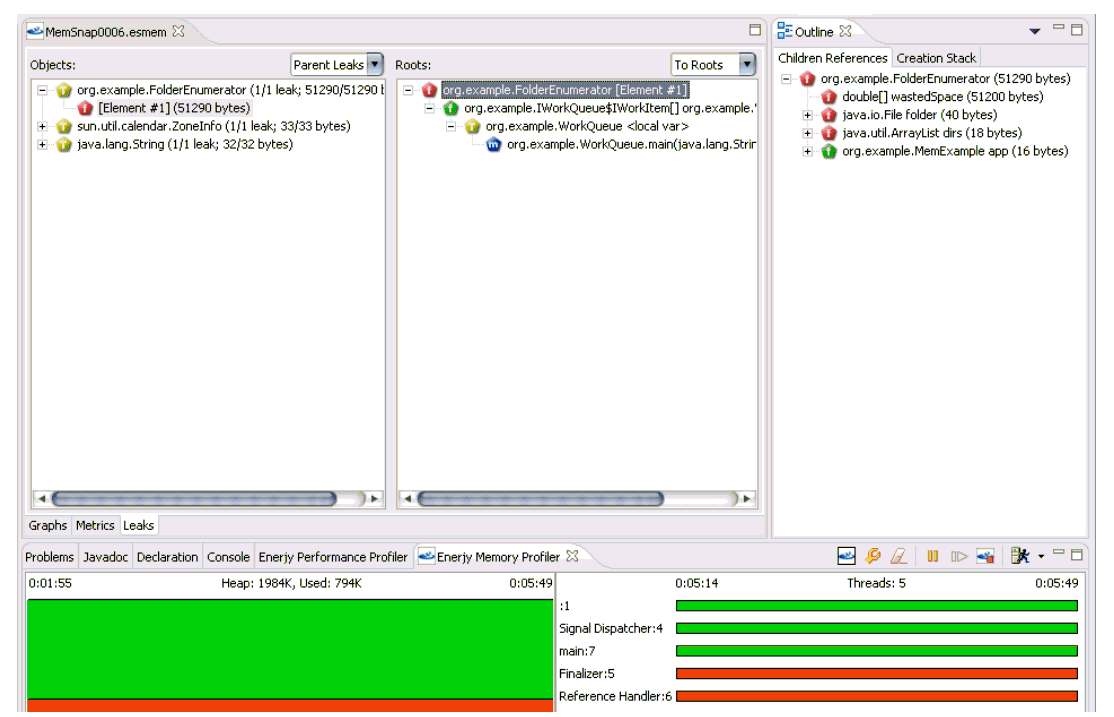 MemSnap0006.esmem
Objects:
Parent Leaks
org.example.FolderEnumerator (1/1 leak; 51290/51290 b
[Element #1] (51290 bytes)
sun.util.calendar.ZoneInfo (1/1 leak; 33/33 bytes)
java.lang.String (1/1 leak; 32/32 bytes)
Roots:
To Roots
org.example.FolderEnumerator [Element #1]
org.example.IWorkQueue$IWorkItem[] org.example.
org.example.WorkQueue <local var>
org.example.WorkQueue.main(java.lang.Strin
Graphs Metrics Leaks
Outline
Children References Creation Stack
org.example.FolderEnumerator (51290 bytes)
double[] wastedSpace (51200 bytes)
java.io.File folder (40 bytes)
java.util.ArrayList dirs (18 bytes)
org.example.MemExample app (16 bytes)
Problems Javadoc Declaration Console Enerjy Performance Profiler Enerjy Memory Profiler
0:01:55 Heap: 1984K, Used: 794K 0:05:49
0:05:14 Threads: 5 0:05:49
:1
Signal Dispatcher:4
main:7
Finalizer:5
Reference Handler:6